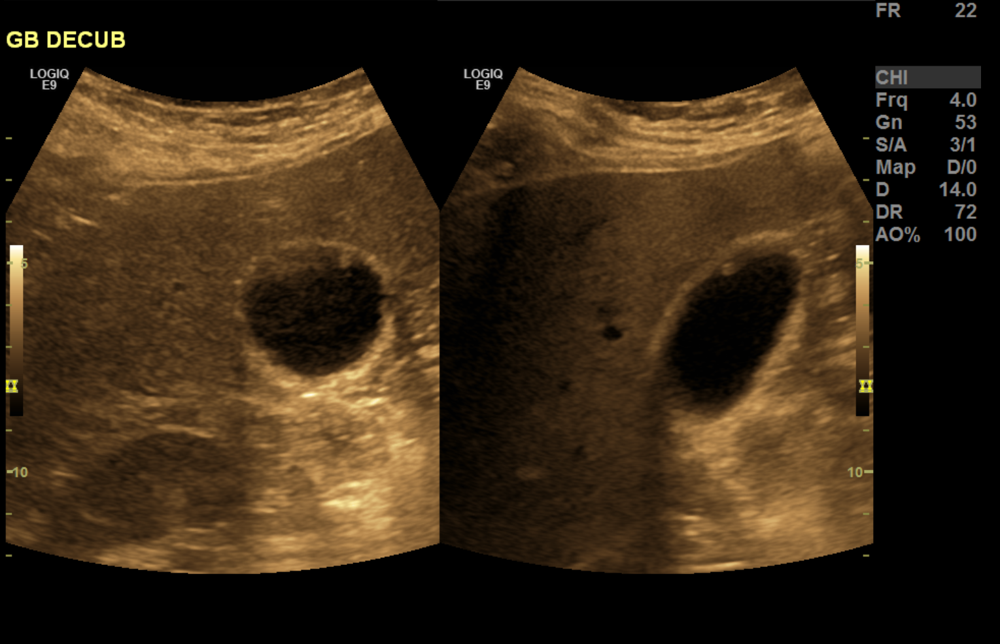 FR 22
GB DECUB
LOGIQ
E9
LOGIQ
E9
CHI
Frq 4.0
Gn 53
S/A 3/1
Map D/0
D 14.0
DR 72
AO% 100
5
5
10
10